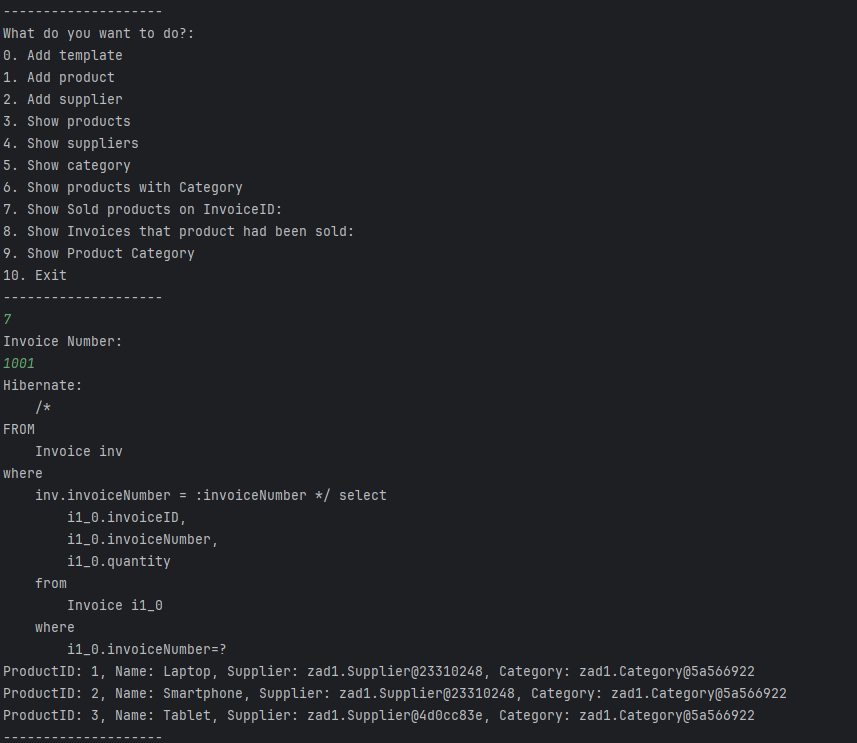 --------------------
What do you want to do?:
0. Add template
1. Add product
2. Add supplier
3. Show products
4. Show suppliers
5. Show category
6. Show products with Category
7. Show Sold products on InvoiceID:
8. Show Invoices that product had been sold:
9. Show Product Category
10. Exit
--------------------
7
Invoice Number:
1001
Hibernate:
    /*
FROM
    Invoice inv
where
    inv.invoiceNumber = :invoiceNumber */ select
        i1_0.invoiceID,
        i1_0.invoiceNumber,
        i1_0.quantity
    from
        Invoice i1_0
    where
        i1_0.invoiceNumber=?
ProductID: 1, Name: Laptop, Supplier: zad1.Supplier@23310248, Category: zad1.Category@5a566922
ProductID: 2, Name: Smartphone, Supplier: zad1.Supplier@23310248, Category: zad1.Category@5a566922
ProductID: 3, Name: Tablet, Supplier: zad1.Supplier@4d0cc83e, Category: zad1.Category@5a566922
--------------------